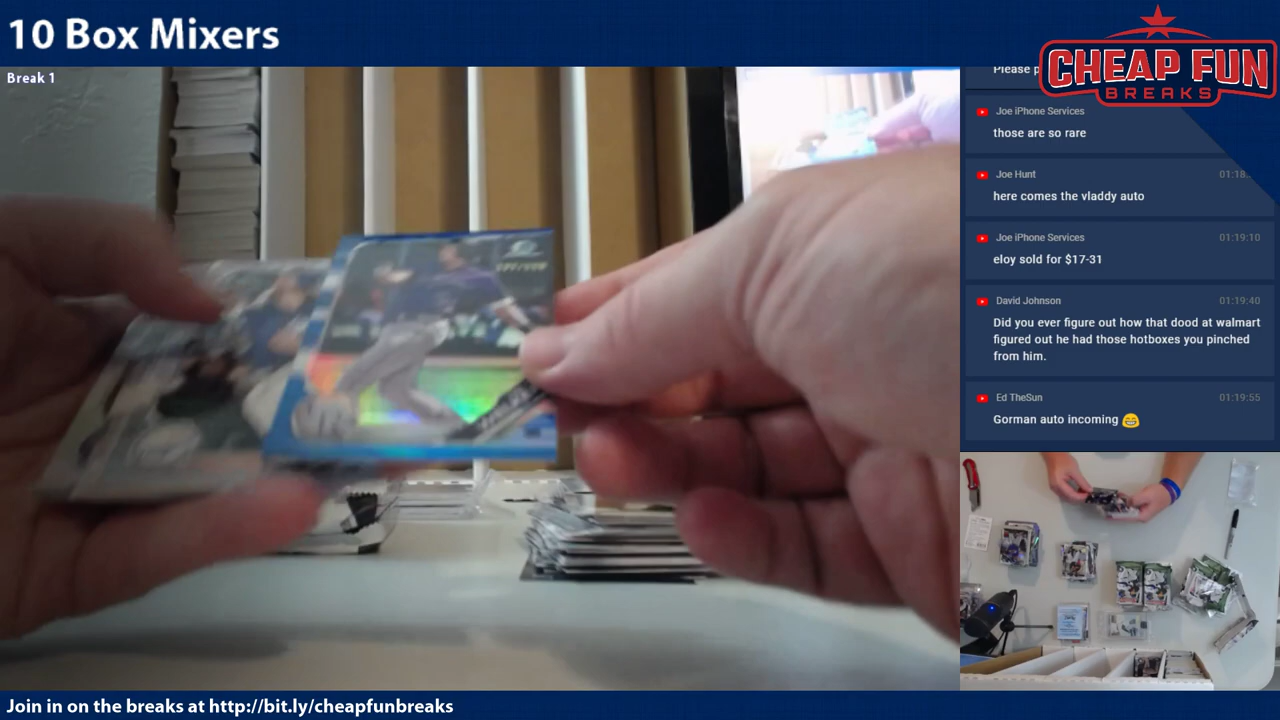 10 Box Mixers
CHEAP FUN
BREAKS
Break 1
Please p
Joe iPhone Services
those are so rare
Joe Hunt 01:18...
here comes the vladdy auto
Joe iPhone Services 01:19:10
eloy sold for $17-31
David Johnson 01:19:40
Did you ever figure out how that dood at walmart
figured out he had those hotboxes you pinched
from him.
Ed TheSun 01:19:55
Gorman auto incoming 😂
Join in on the breaks at http://bit.ly/cheapfunbreaks